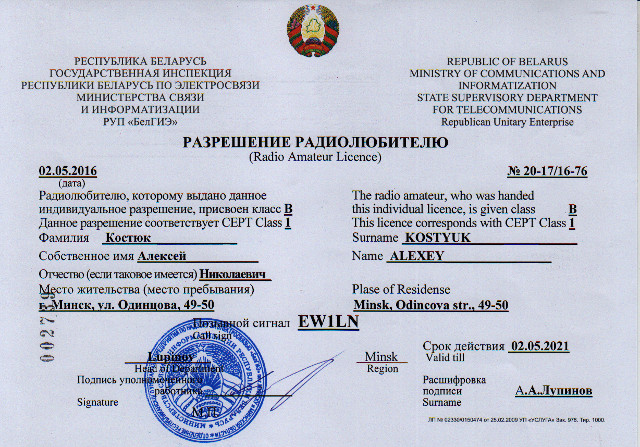 РЕСПУБЛИКА БЕЛАРУСЬ
ГОСУДАРСТВЕННАЯ ИНСПЕКЦИЯ
РЕСПУБЛИКИ БЕЛАРУСЬ ПО ЭЛЕКТРОСВЯЗИ
МИНИСТЕРСТВА СВЯЗИ
И ИНФОРМАТИЗАЦИИ
РУП «БелГИЭ»
REPUBLIC OF BELARUS
MINISTRY OF COMMUNICATIONS AND
INFORMATIZATION
STATE SUPERVISORY DEPARTMENT
FOR TELECOMMUNICATIONS
Republican Unitary Enterprise
РАЗРЕШЕНИЕ РАДИОЛЮБИТЕЛЮ
(Radio Amateur Licence)
02.05.2016 № 20-17/16-76
(дата)
Радиолюбителю, которому выдано данное
индивидуальное разрешение, присвоен класс В
Данное разрешение соответствует CEPT Class I
The radio amateur, who was handed
this individual licence, is given class B
This licence corresponds with CEPT Class I
Фамилия Костюк Surname KOSTYUK
Собственное имя Алексей Name ALEXEY
Отчество (если таковое имеется) Николаевич
Место жительства (место пребывания) Plase of Residense
г. Минск, ул. Одинцова, 49-50 Minsk, Odincova str., 49-50
Позывной сигнал EW1LN
Call sign
002739
Lupinov Minsk Срок действия 02.05.2021
Head of Department Region Valid till
Подпись уполномоченного Расшифровка
работника подписи А.А.Лупинов
Signature Surname
М.П.